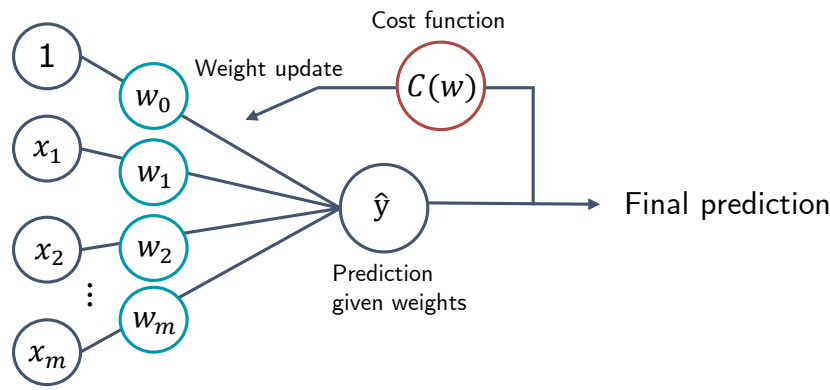 Cost function
1
Weight update
C(w)
w₀
x₁
w₁
ŷ
Final prediction
x₂
w₂
⋮
Prediction
given weights
wₘ
xₘ